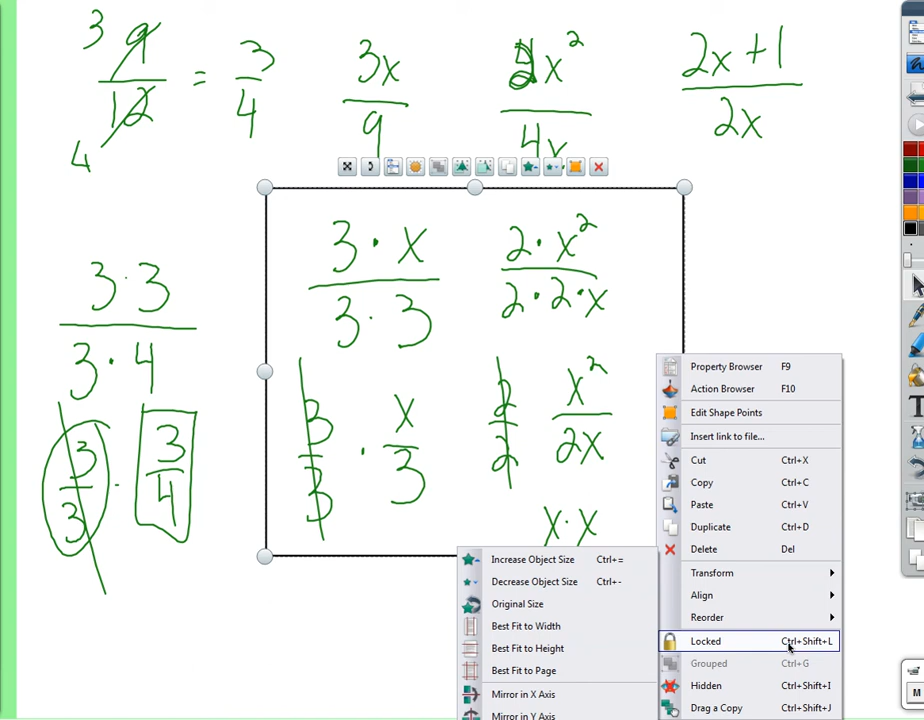 3
9/12 = 3/4
4
3x/9
2x²/4x
2x+1/2x
3·3/3·4
3/3 · 3/4
3·x/3·3
2·x²/2·2·x
3/3 · x/3
2/2 x²/2x
x·x
Property Browser F9
Action Browser F10
Edit Shape Points
Insert link to file...
Cut Ctrl+X
Copy Ctrl+C
Paste Ctrl+V
Duplicate Ctrl+D
Delete Del
Transform
Align
Reorder
Locked Ctrl+Shift+L
Grouped Ctrl+G
Hidden Ctrl+Shift+I
Drag a Copy Ctrl+Shift+J
Increase Object Size Ctrl+=
Decrease Object Size Ctrl+-
Original Size
Best Fit to Width
Best Fit to Height
Best Fit to Page
Mirror in X Axis
Mirror in Y Axis
T
M